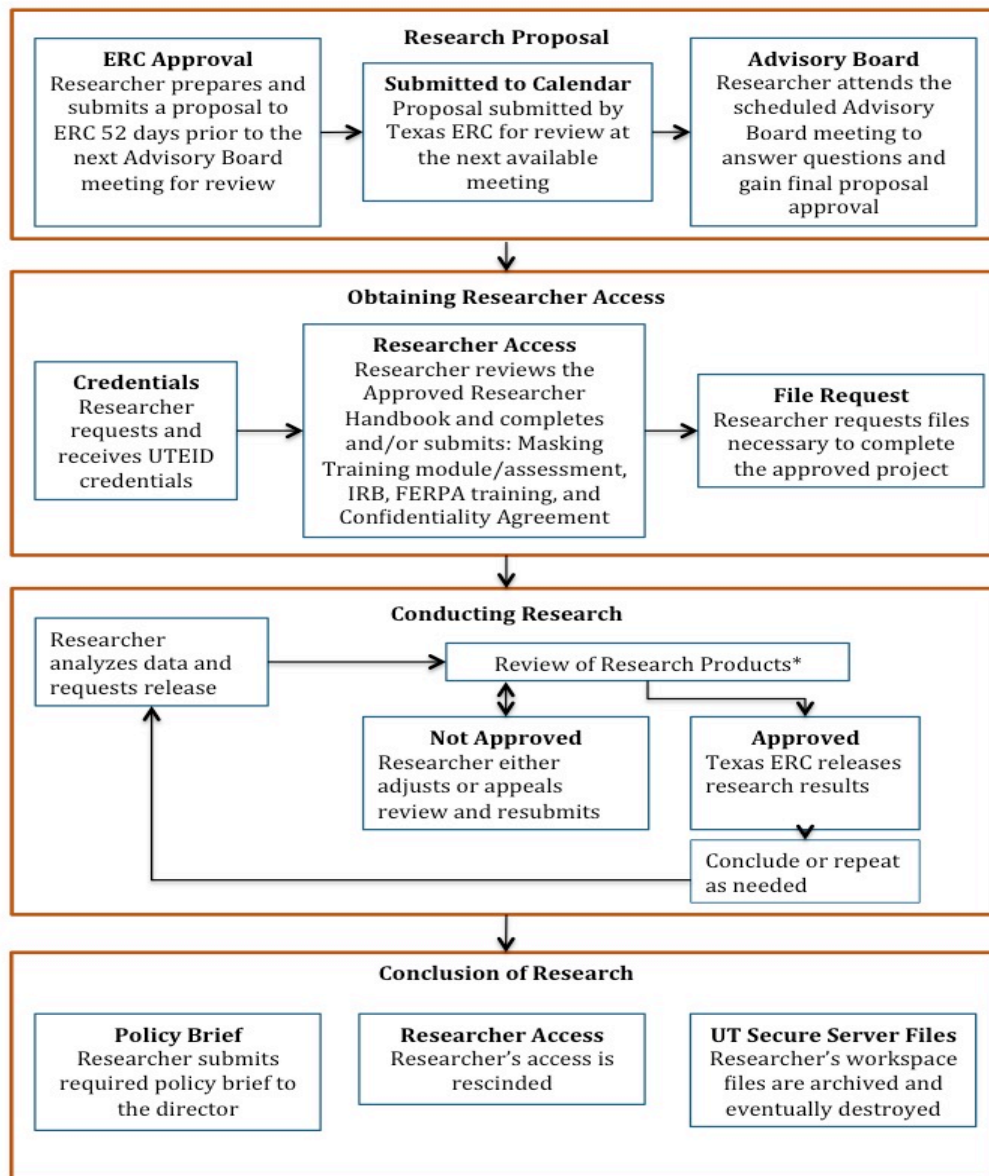 Research Proposal
ERC Approval
Researcher prepares and
submits a proposal to
ERC 52 days prior to the
next Advisory Board
meeting for review
Submitted to Calendar
Proposal submitted by
Texas ERC for review at
the next available
meeting
Advisory Board
Researcher attends the
scheduled Advisory
Board meeting to
answer questions and
gain final proposal
approval
Obtaining Researcher Access
Credentials
Researcher
requests and
receives UTEID
credentials
Researcher Access
Researcher reviews the
Approved Researcher
Handbook and completes
and/or submits: Masking
Training module/assessment,
IRB, FERPA training, and
Confidentiality Agreement
File Request
Researcher requests files
necessary to complete
the approved project
Conducting Research
Researcher
analyzes data and
requests release
Review of Research Products*
Not Approved
Researcher either
adjusts or appeals
review and resubmits
Approved
Texas ERC releases
research results
Conclude or repeat
as needed
Conclusion of Research
Policy Brief
Researcher submits
required policy brief to
the director
Researcher Access
Researcher's access is
rescinded
UT Secure Server Files
Researcher's workspace
files are archived and
eventually destroyed